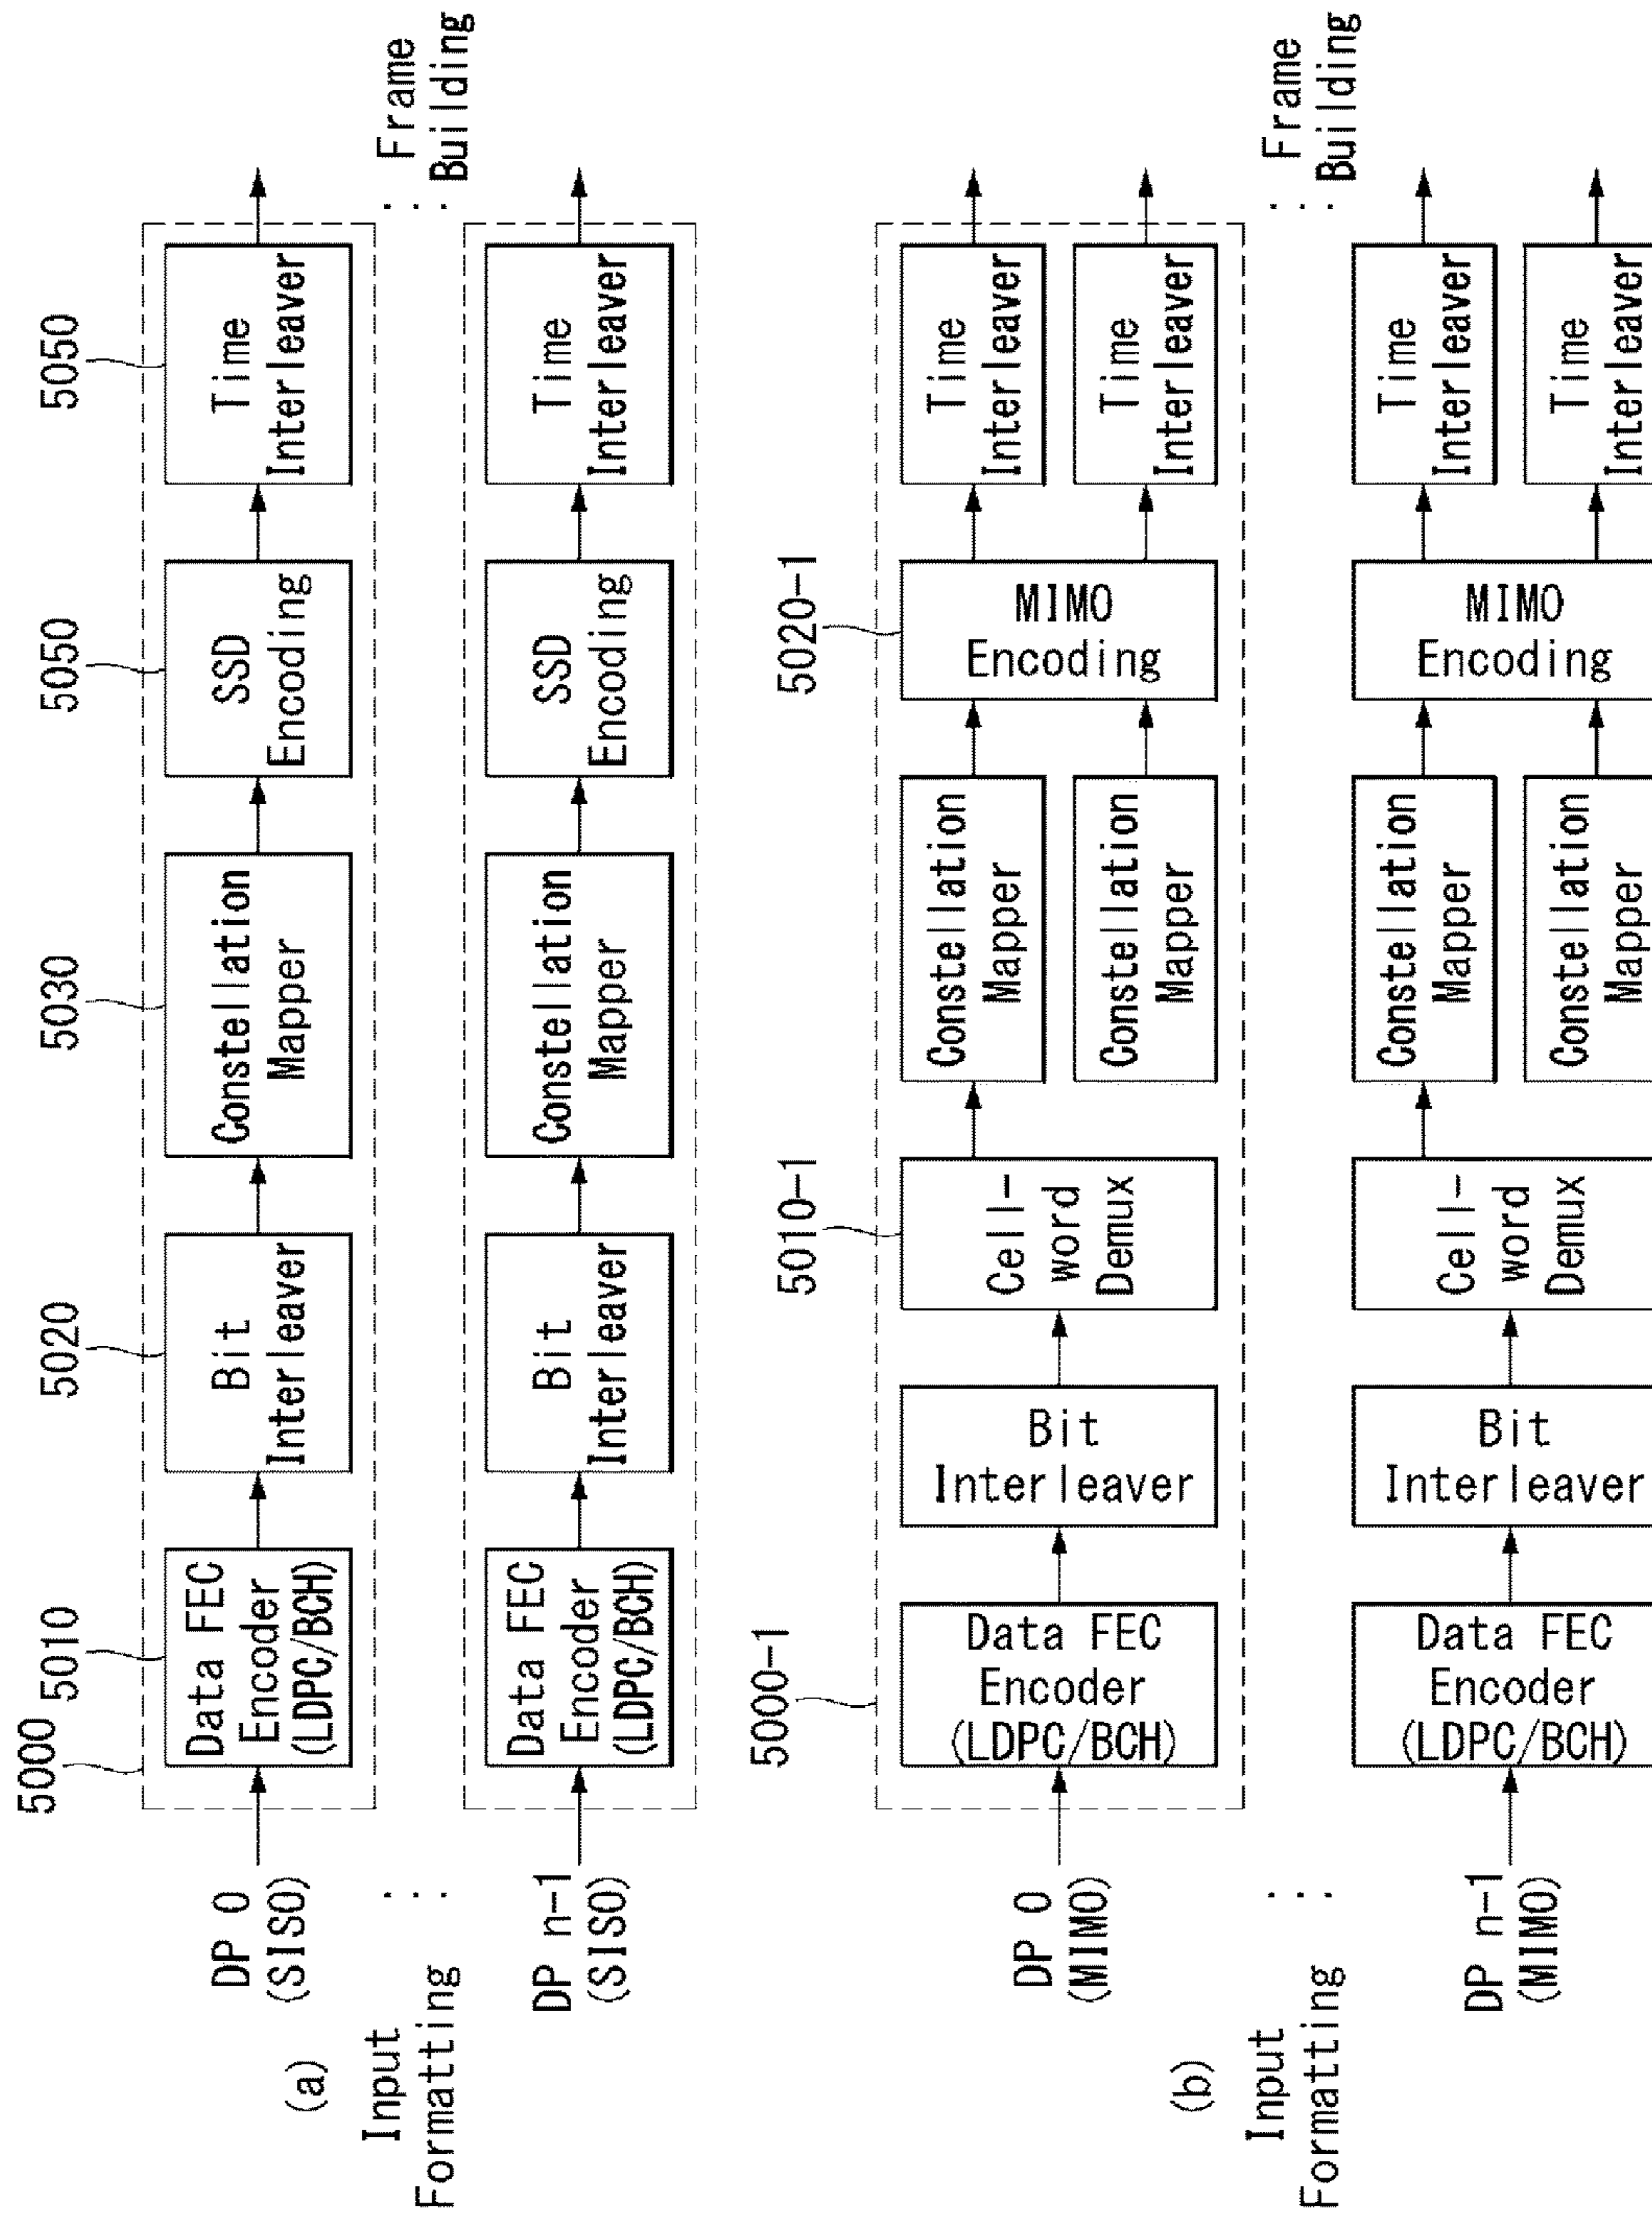 (a)
5000
5010
5020
5030
5050
5050
Input
Formatting
DP 0
(SISO)
Data FEC
Encoder
(LDPC/BCH)
Bit
Interleaver
Constellation
Mapper
SSD
Encoding
Time
Interleaver
⋮
⋮
Frame
Building
DP n-1
(SISO)
Data FEC
Encoder
(LDPC/BCH)
Bit
Interleaver
Constellation
Mapper
SSD
Encoding
Time
Interleaver
(b)
5000-1
5010-1
5020-1
Input
Formatting
DP 0
(MIMO)
Data FEC
Encoder
(LDPC/BCH)
Bit
Interleaver
Cell-
word
Demux
Constellation
Mapper
Constellation
Mapper
MIMO
Encoding
Time
Interleaver
Time
Interleaver
⋮
⋮
Frame
Building
DP n-1
(MIMO)
Data FEC
Encoder
(LDPC/BCH)
Bit
Interleaver
Cell-
word
Demux
Constellation
Mapper
Constellation
Mapper
MIMO
Encoding
Time
Interleaver
Time
Interleaver